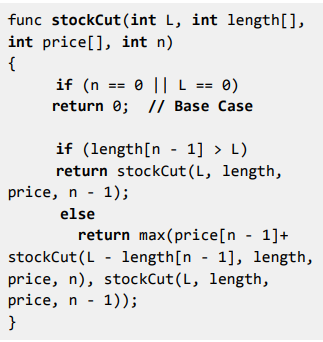 func stockCut(int L, int length[],
int price[], int n)
{
if (n == 0 || L == 0)
return 0;  // Base Case
if (length[n - 1] > L)
return stockCut(L, length,
price, n - 1);
else
return max(price[n - 1]+
stockCut(L - length[n - 1], length,
price, n), stockCut(L, length,
price, n - 1));
}